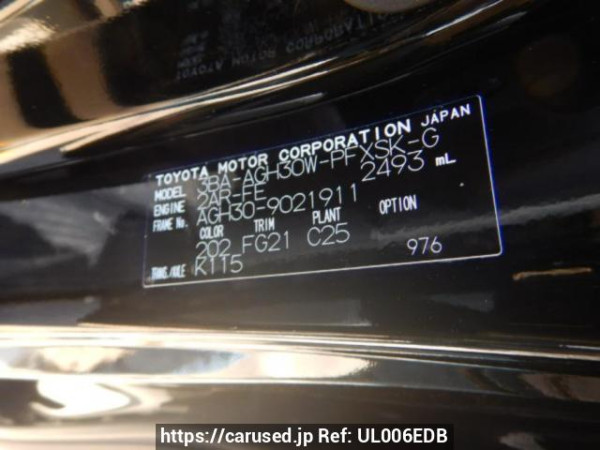 TOYOTA MOTOR CORPORATION JAPAN
MODEL 3BA-AGH30W-PFXSK-G
ENGINE 2AR-FE 2493 mL
FRAME No. AGH30-9021911
COLOR TRIM PLANT OPTION
202 FG21 C25
TRANS./AXLE K115 976
https://carused.jp Ref: UL006EDB